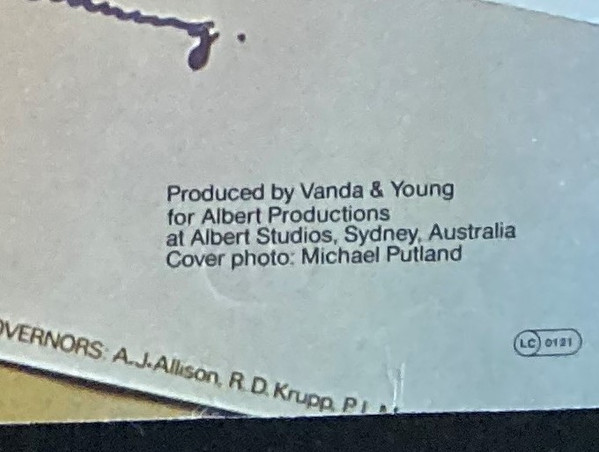 Produced by Vanda & Young
for Albert Productions
at Albert Studios, Sydney, Australia
Cover photo: Michael Putland
LC 0121
OVERNORS: A.J.Allison, R.D.Krupp,